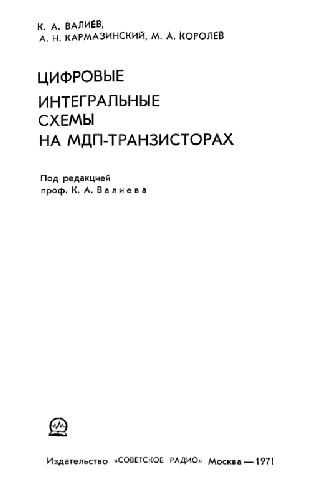 К. А. ВАЛИЕВ,
А. Н. КАРМАЗИНСКИЙ, М. А. КОРОЛЕВ
ЦИФРОВЫЕ
ИНТЕГРАЛЬНЫЕ
СХЕМЫ
НА МДП-ТРАНЗИСТОРАХ
Под редакцией
проф. К. А. Валиева
Издательство «СОВЕТСКОЕ РАДИО» Москва — 1971